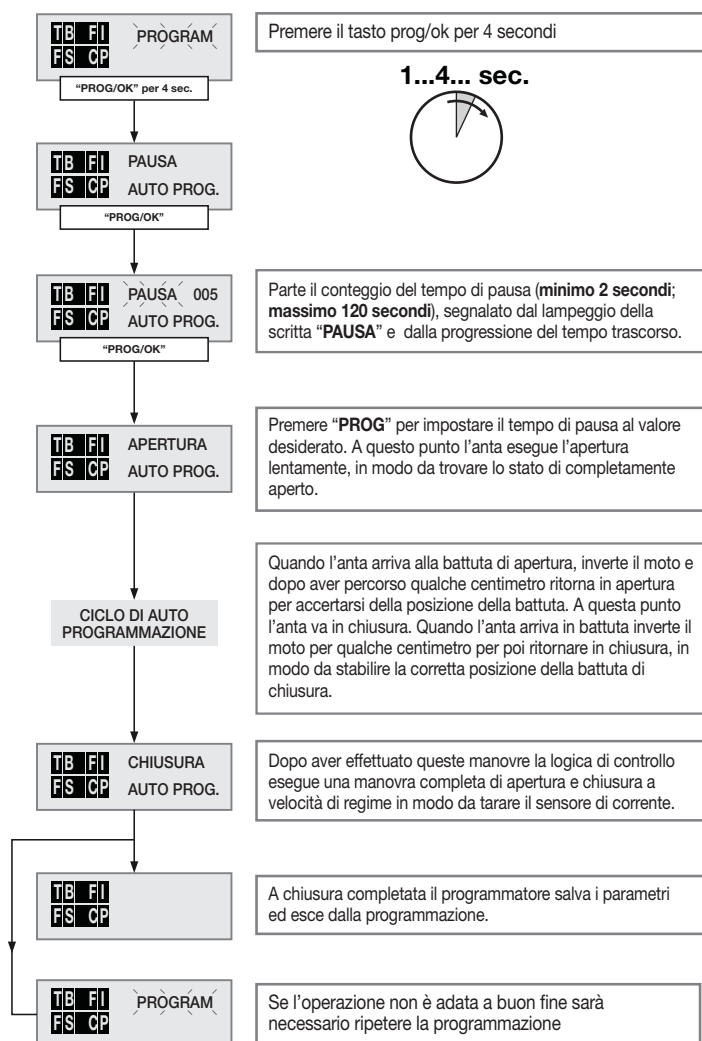 TB FI PROGRAM
FS CP
Premere il tasto prog/ok per 4 secondi
“PROG/OK” per 4 sec.
1...4... sec.
TB FI PAUSA
FS CP AUTO PROG.
“PROG/OK”
TB FI PAUSA 005
FS CP AUTO PROG.
“PROG/OK”
Parte il conteggio del tempo di pausa (minimo 2 secondi;
massimo 120 secondi), segnalato dal lampeggio della
scritta “PAUSA” e dalla progressione del tempo trascorso.
TB FI APERTURA
FS CP AUTO PROG.
Premere “PROG” per impostare il tempo di pausa al valore
desiderato. A questo punto l’anta esegue l’apertura
lentamente, in modo da trovare lo stato di completamente
aperto.
CICLO DI AUTO
PROGRAMMAZIONE
Quando l’anta arriva alla battuta di apertura, inverte il moto e
dopo aver percorso qualche centimetro ritorna in apertura
per accertarsi della posizione della battuta. A questa punto
l’anta va in chiusura. Quando l’anta arriva in battuta inverte il
moto per qualche centimetro per poi ritornare in chiusura, in
modo da stabilire la corretta posizione della battuta di
chiusura.
TB FI CHIUSURA
FS CP AUTO PROG.
Dopo aver effettuato queste manovre la logica di controllo
esegue una manovra completa di apertura e chiusura a
velocità di regime in modo da tarare il sensore di corrente.
TB FI
FS CP
A chiusura completata il programmatore salva i parametri
ed esce dalla programmazione.
TB FI PROGRAM
FS CP
Se l’operazione non è adata a buon fine sarà
necessario ripetere la programmazione